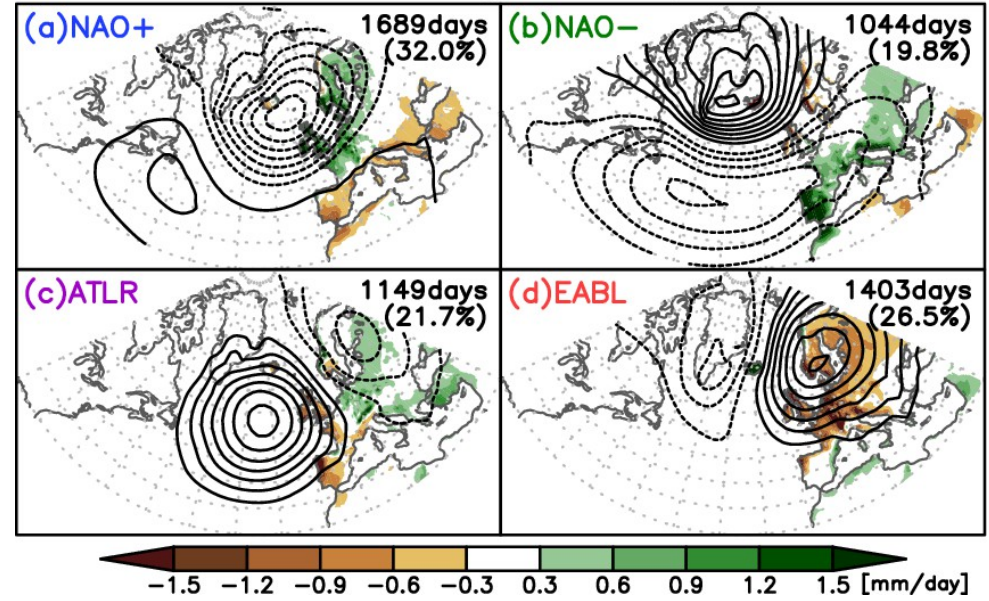 (a)NAO+
1689days
(32.0%)
(b)NAO−
1044days
(19.8%)
(c)ATLR
1149days
(21.7%)
(d)EABL
1403days
(26.5%)
−1.5 −1.2 −0.9 −0.6 −0.3 0.3 0.6 0.9 1.2 1.5 [mm/day]